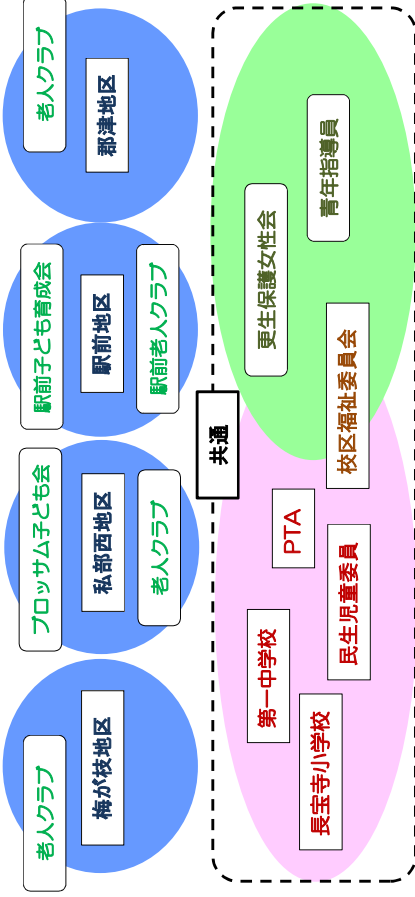 老人クラブ
梅が枝地区
ブロッサム子ども会
私部西地区
老人クラブ
駅前子ども育成会
駅前地区
駅前老人クラブ
老人クラブ
郡津地区
共通
第一中学校
長宝寺小学校
PTA
民生児童委員
校区福祉委員会
更生保護女性会
青年指導員